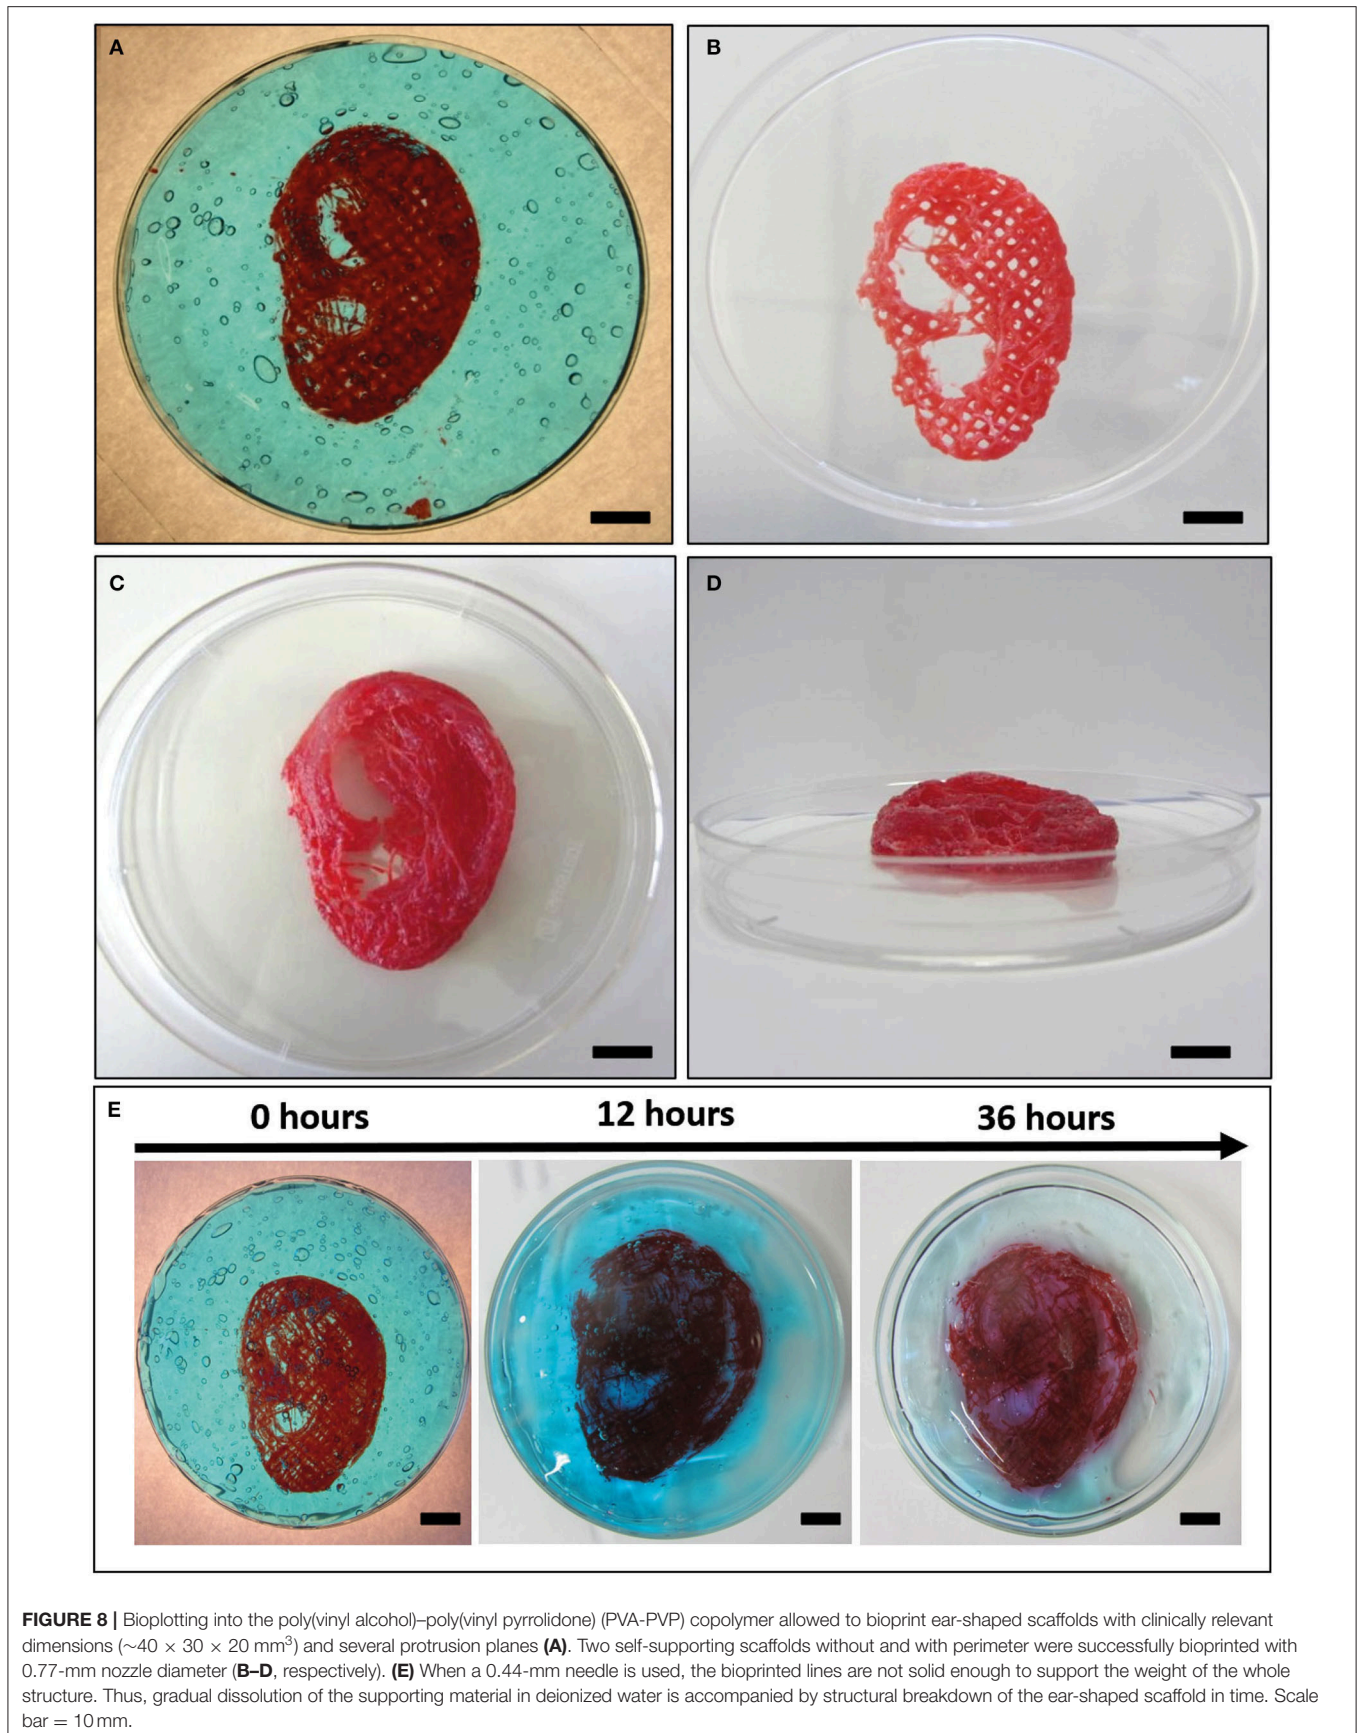 A
B
C
D
E
0 hours
12 hours
36 hours
FIGURE 8 | Bioplotting into the poly(vinyl alcohol)–poly(vinyl pyrrolidone) (PVA-PVP) copolymer allowed to bioprint ear-shaped scaffolds with clinically relevant
dimensions (∼40 × 30 × 20 mm³) and several protrusion planes (A). Two self-supporting scaffolds without and with perimeter were successfully bioprinted with
0.77-mm nozzle diameter (B–D, respectively). (E) When a 0.44-mm needle is used, the bioprinted lines are not solid enough to support the weight of the whole
structure. Thus, gradual dissolution of the supporting material in deionized water is accompanied by structural breakdown of the ear-shaped scaffold in time. Scale
bar = 10 mm.